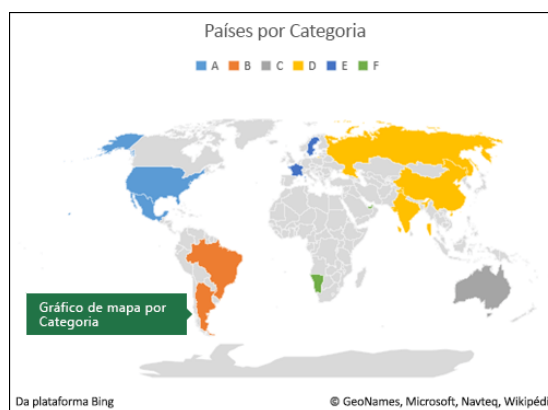 Países por Categoria
A B C D E F
Gráfico de mapa por
Categoria
Da plataforma Bing
© GeoNames, Microsoft, Navteq, Wikipédi